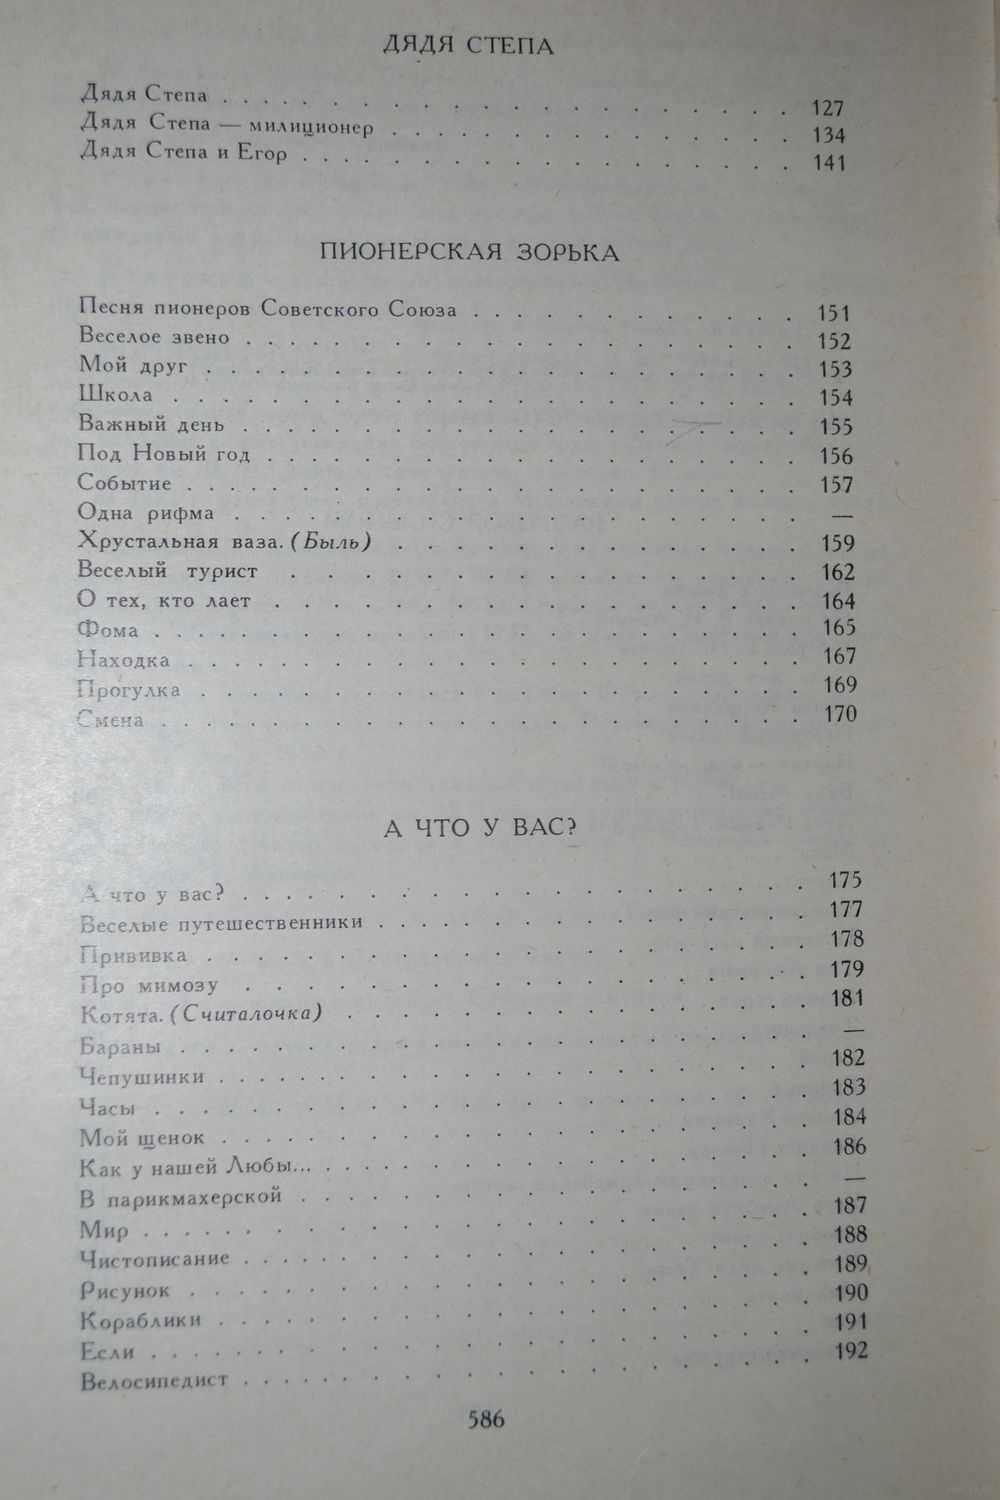 ДЯДЯ СТЕПА
Дядя Степа . . . . . . . . . . . . . . . . . 127
Дядя Степа — милиционер . . . . . . . . . . . . . 134
Дядя Степа и Егор . . . . . . . . . . . . . . . 141
ПИОНЕРСКАЯ ЗОРЬКА
Песня пионеров Советского Союза . . . . . . . . . . . 151
Веселое звено . . . . . . . . . . . . . . . . . 152
Мой друг . . . . . . . . . . . . . . . . . . 153
Школа . . . . . . . . . . . . . . . . . . . 154
Важный день . . . . . . . . . . . . . . . . . 155
Под Новый год . . . . . . . . . . . . . . . . 156
Событие . . . . . . . . . . . . . . . . . . 157
Одна рифма . . . . . . . . . . . . . . . . . —
Хрустальная ваза. (Быль) . . . . . . . . . . . . . 159
Веселый турист . . . . . . . . . . . . . . . 162
О тех, кто лает . . . . . . . . . . . . . . . . 164
Фома . . . . . . . . . . . . . . . . . . . 165
Находка . . . . . . . . . . . . . . . . . . 167
Прогулка . . . . . . . . . . . . . . . . . . 169
Смена . . . . . . . . . . . . . . . . . . . 170
А ЧТО У ВАС?
А что у вас? . . . . . . . . . . . . . . . . . 175
Веселые путешественники . . . . . . . . . . . . . 177
Прививка . . . . . . . . . . . . . . . . . . 178
Про мимозу . . . . . . . . . . . . . . . . . 179
Котята. (Считалочка) . . . . . . . . . . . . . . 181
Бараны . . . . . . . . . . . . . . . . . . . —
Чепушинки . . . . . . . . . . . . . . . . . . 182
Часы . . . . . . . . . . . . . . . . . . . 183
Мой щенок . . . . . . . . . . . . . . . . . . 184
Как у нашей Любы... . . . . . . . . . . . . . . . 186
В парикмахерской . . . . . . . . . . . . . . . . —
Мир . . . . . . . . . . . . . . . . . . . . 187
Чистописание . . . . . . . . . . . . . . . . . 188
Рисунок . . . . . . . . . . . . . . . . . . 189
Кораблики . . . . . . . . . . . . . . . . . . 190
Если . . . . . . . . . . . . . . . . . . . 191
Велосипедист . . . . . . . . . . . . . . . . . 192
586